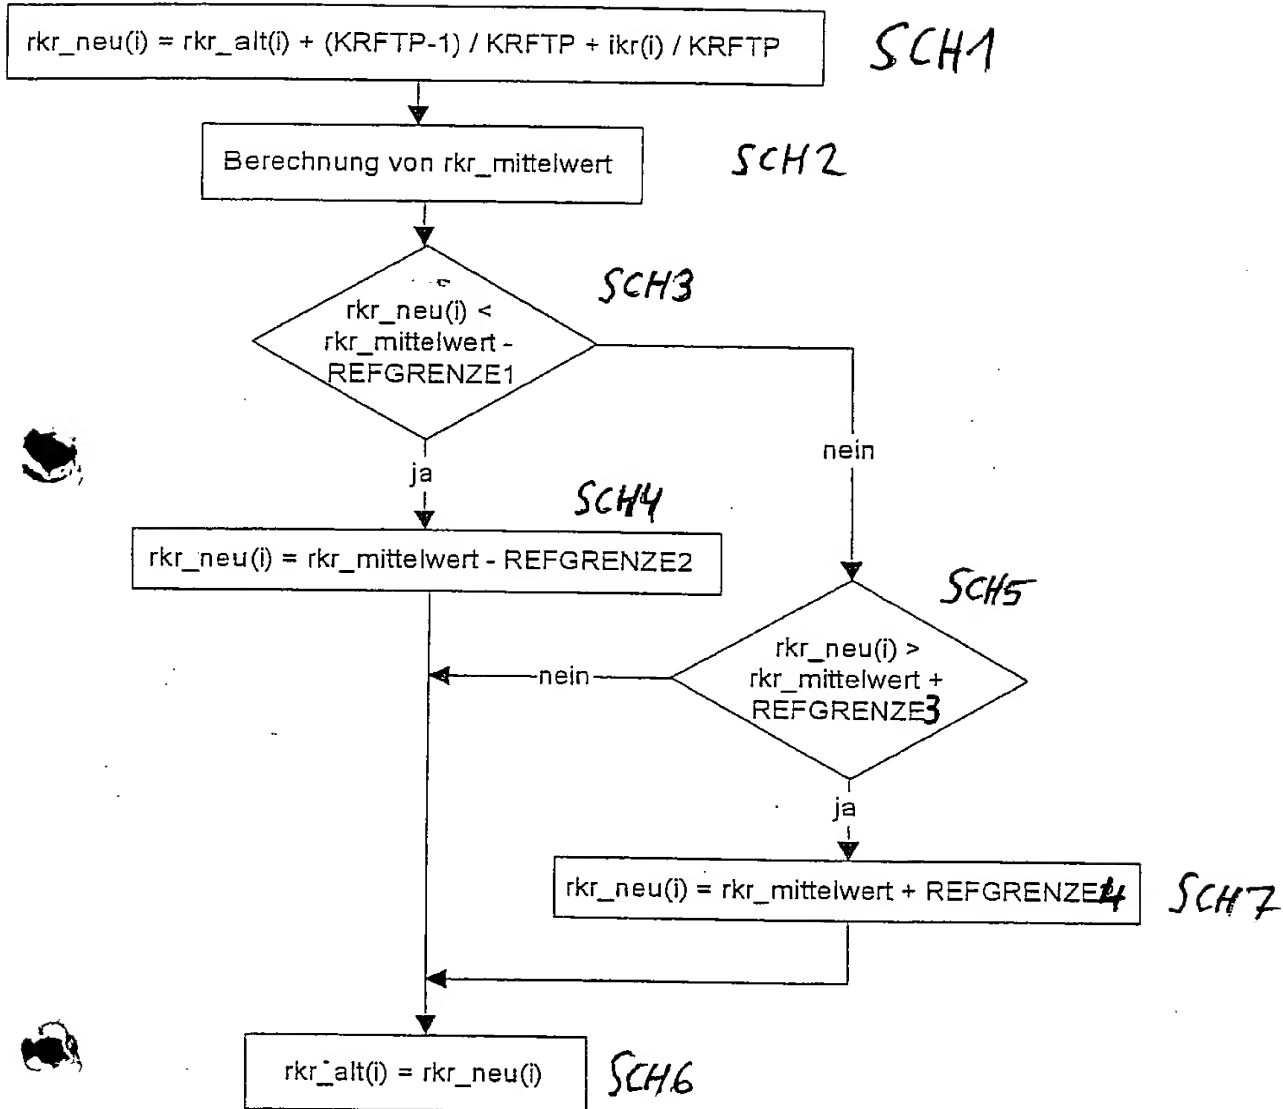 rkr_neu(i) = rkr_alt(i) + (KRFTP-1) / KRFTP + ikr(i) / KRFTP
SCH1
Berechnung von rkr_mittelwert
SCH2
SCH3
rkr_neu(i) <
rkr_mittelwert -
REFGRENZE1
nein
ja
SCH4
rkr_neu(i) = rkr_mittelwert - REFGRENZE2
SCH5
rkr_neu(i) >
rkr_mittelwert +
REFGRENZE3
nein
ja
rkr_neu(i) = rkr_mittelwert + REFGRENZE4
SCH7
rkr_alt(i) = rkr_neu(i)
SCH6